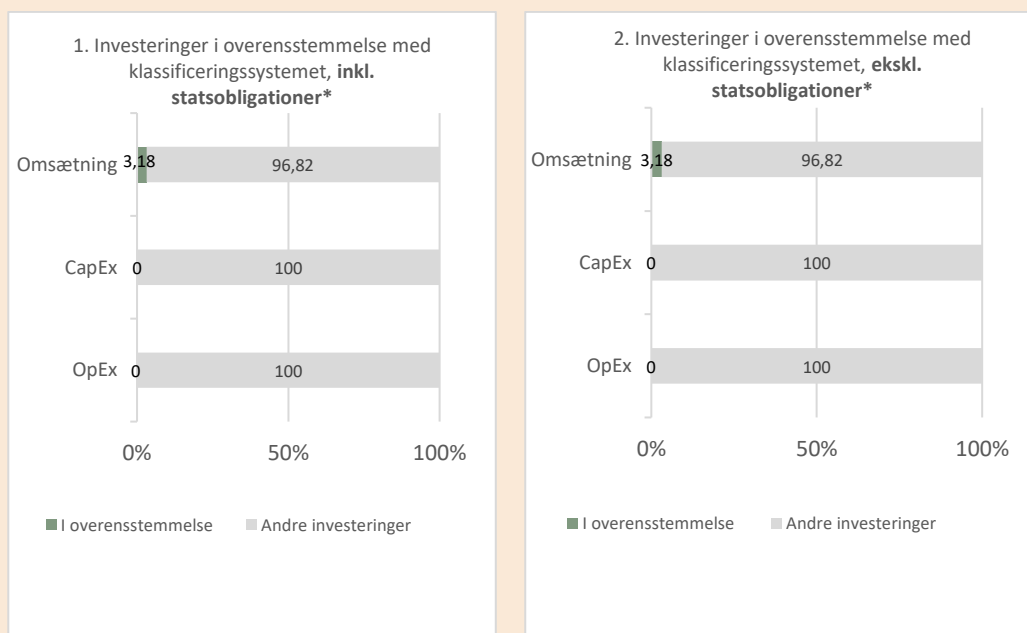 1. Investeringer i overensstemmelse med
klassificeringssystemet, inkl.
statsobligationer*
Omsætning 3,18 96,82
CapEx 0 100
OpEx 0 100
0% 50% 100%
I overensstemmelse Andre investeringer
2. Investeringer i overensstemmelse med
klassificeringssystemet, ekskl.
statsobligationer*
Omsætning 3,18 96,82
CapEx 0 100
OpEx 0 100
0% 50% 100%
I overensstemmelse Andre investeringer